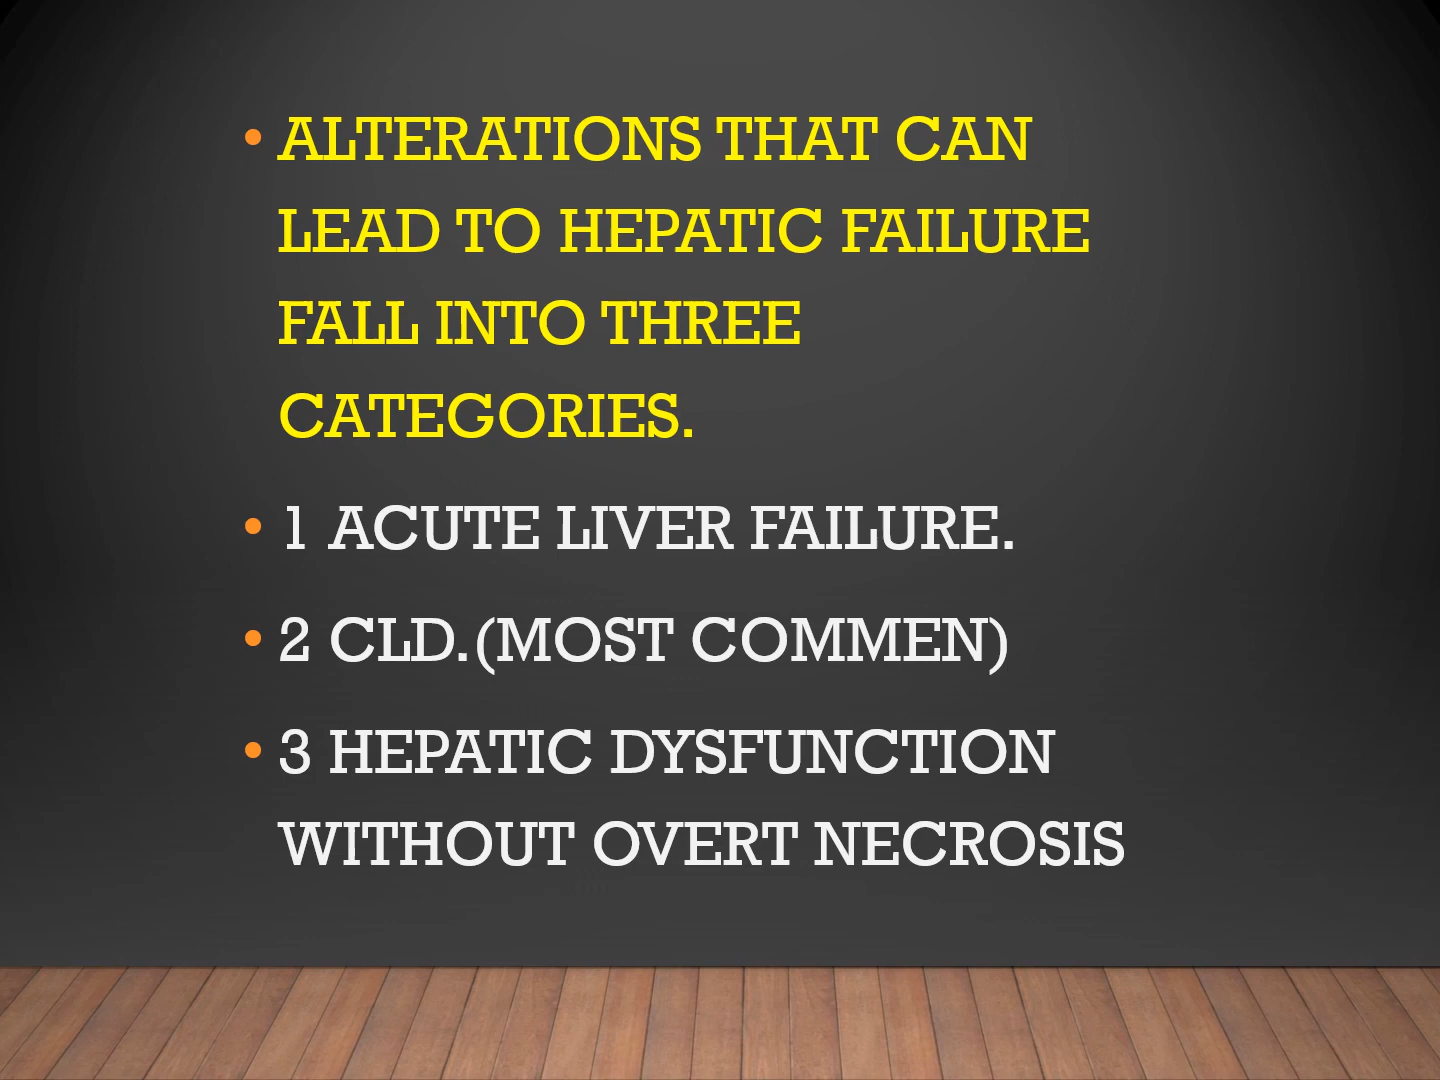 • ALTERATIONS THAT CAN
LEAD TO HEPATIC FAILURE
FALL INTO THREE
CATEGORIES.
• 1 ACUTE LIVER FAILURE.
• 2 CLD.(MOST COMMEN)
• 3 HEPATIC DYSFUNCTION
WITHOUT OVERT NECROSIS